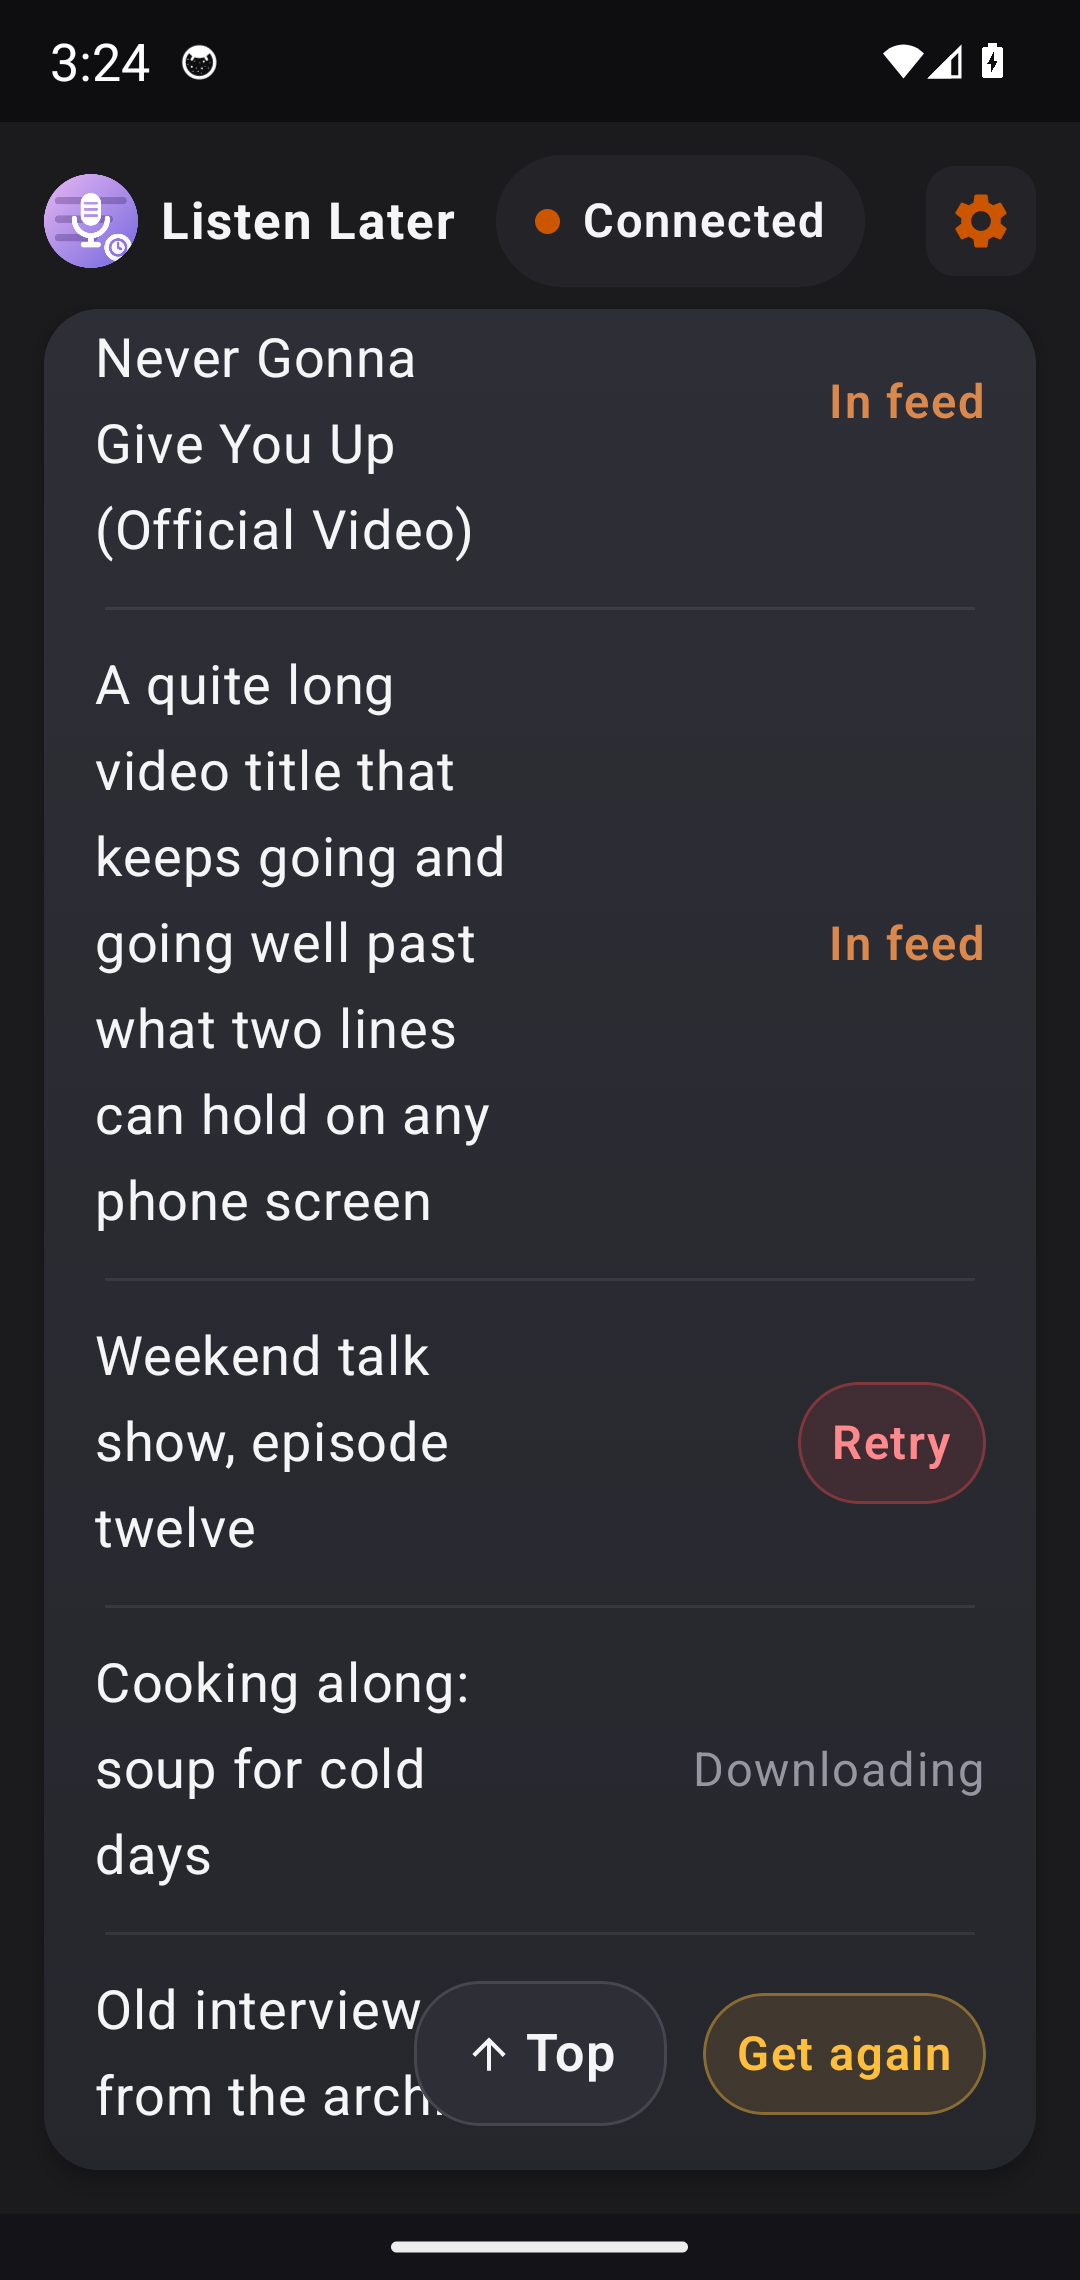 3:24
Listen Later
Connected
Never Gonna
Give You Up
(Official Video)
In feed
A quite long
video title that
keeps going and
going well past
what two lines
can hold on any
phone screen
In feed
Weekend talk
show, episode
twelve
Retry
Cooking along:
soup for cold
days
Downloading
Old interview
from the
Top
Get again